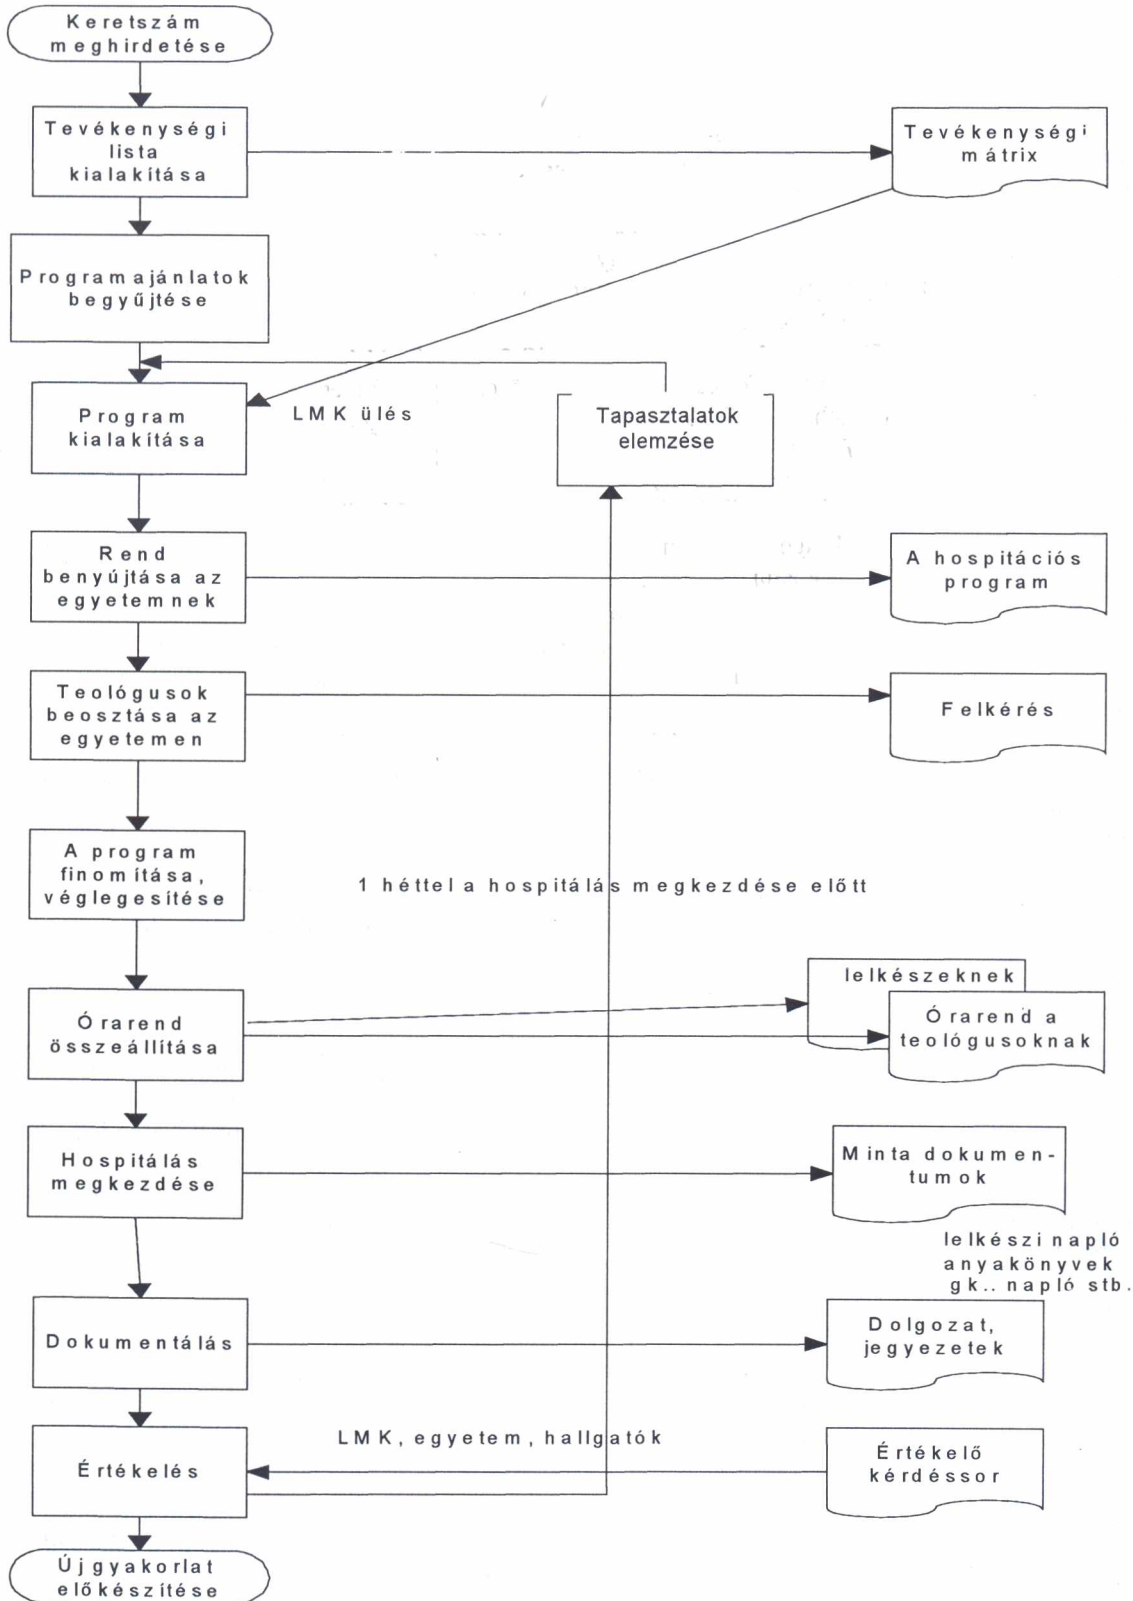 Keretszám
meghirdetése
Tevékenységi
lista
kialakítása
Tevékenységi
mátrix
Programajánlatok
begyűjtése
Program
kialakítása
LMK ülés
Tapasztalatok
elemzése
Rend
benyújtása az
egyetemnek
A hospitációs
program
Teológusok
beosztása az
egyetemen
Felkérés
A program
finomítása,
véglegesítése
1 héttel a hospitálás megkezdése előtt
Órarend
összeállítása
lelkészeknek
Órarend a
teológusoknak
Hospitálás
megkezdése
Minta dokumen-
tumok
lelkészi napló
anyakönyvek
gk.. napló stb.
Dokumentálás
Dolgozat,
jegyezetek
Értékelés
LMK, egyetem, hallgatók
Értékelő
kérdéssor
Új gyakorlat
előkészítése